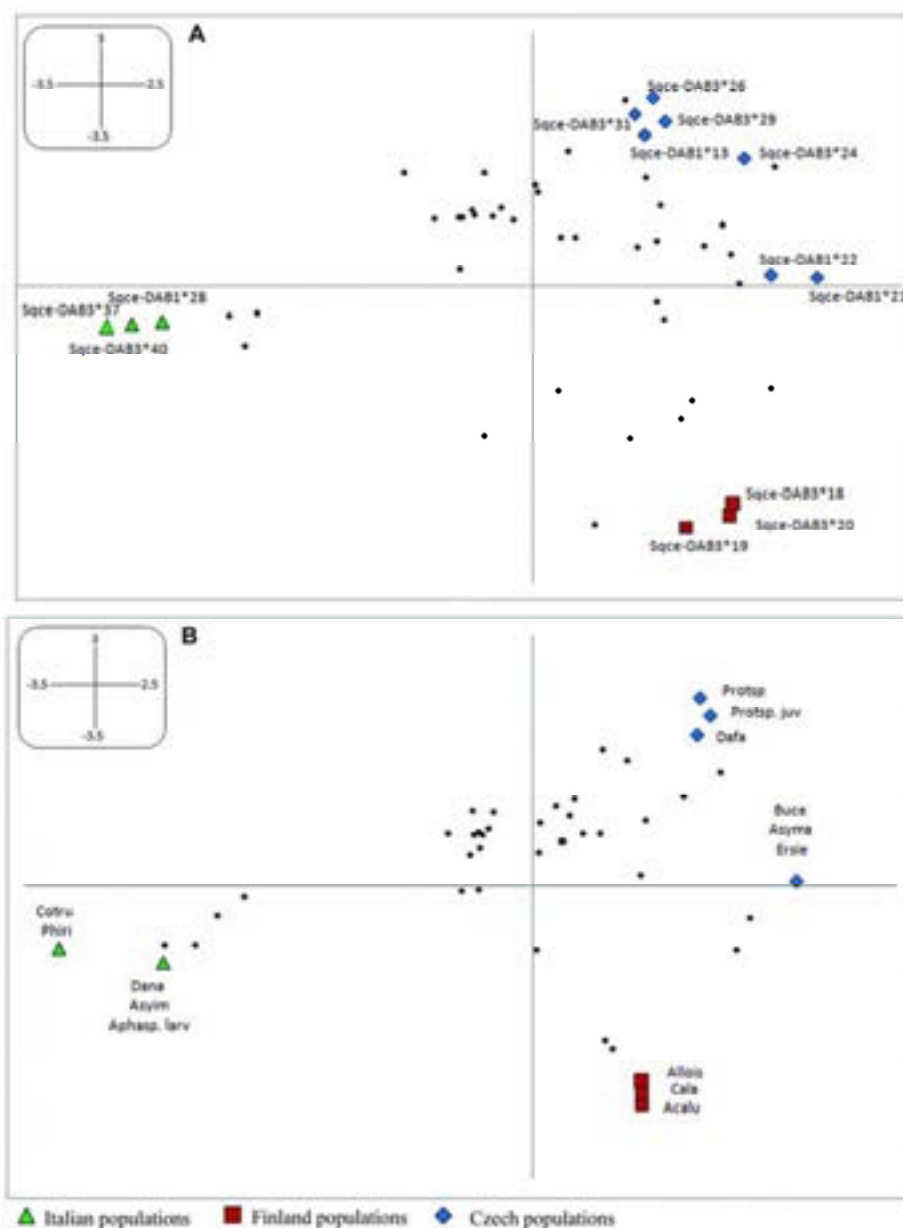 A
3
-3.5
2.5
-3.5
Sqce-DAB3*26
Sqce-DAB3*31
Sqce-DAB3*29
Sqce-DAB1*13
Sqce-DAB3*24
Sqce-DAB1*22
Sqce-DAB1*21
Sqce-DAB1*28
Sqce-DAB3*37
Sqce-DAB3*40
Sqce-DAB3*18
Sqce-DAB3*20
Sqce-DAB3*19
B
3
-3.5
2.5
-3.5
Protsp
Protsp. juv
Dafa
Buce
Asyma
Ersie
Cotru
Phiri
Dana
Asyim
Aphasp. larv
Allois
Cala
Acalu
Italian populations Finland populations Czech populations